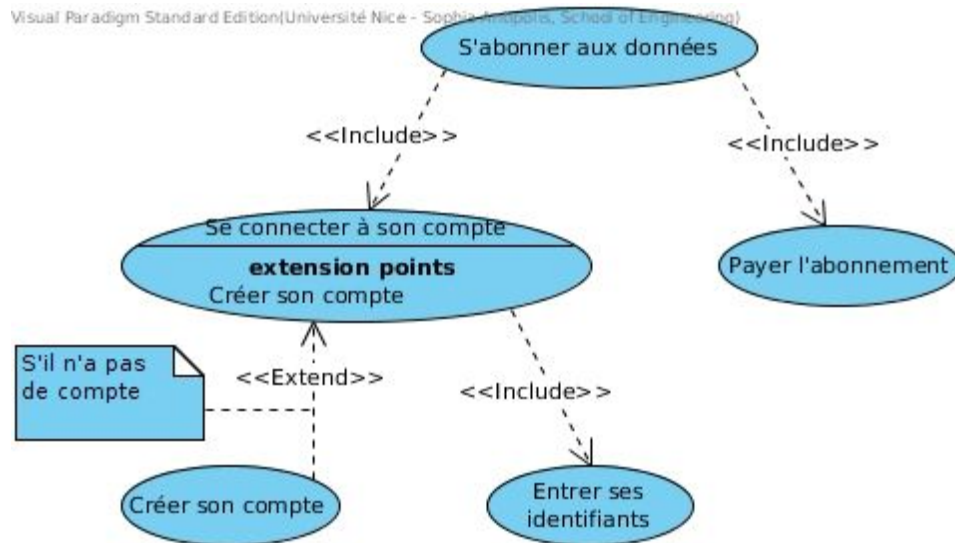 Visual Paradigm Standard Edition(Université Nice - Sophia Antipolis, School of Engineering)
S'abonner aux données
<<Include>>
<<Include>>
Se connecter à son compte
extension points
Créer son compte
Payer l'abonnement
S'il n'a pas
de compte
<<Extend>>
<<Include>>
Créer son compte
Entrer ses
identifiants